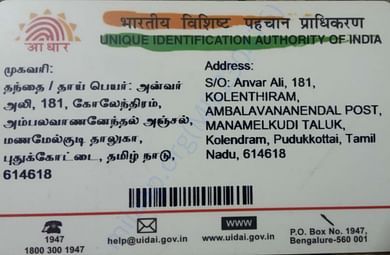 भारतीय विशिष्ट पहचान प्राधिकरण
UNIQUE IDENTIFICATION AUTHORITY OF INDIA
आधार
முகவரி:
தந்தை / தாய் பெயர்: அன்வர்
அலி, 181, கோலேந்திரம்,
அம்பலவாணனேந்தல் அஞ்சல்,
மணமேல்குடி தாலுகா,
புதுக்கோட்டை, தமிழ் நாடு,
614618
Address:
S/O: Anvar Ali, 181,
KOLENTHIRAM,
AMBALAVANANENDAL POST,
MANAMELKUDI TALUK,
Kolendram, Pudukkottai, Tamil
Nadu, 614618
1947
1800 300 1947
help@uidai.gov.in
WWW
www.uidai.gov.in
P.O. Box No. 1947,
Bengalure-560 001